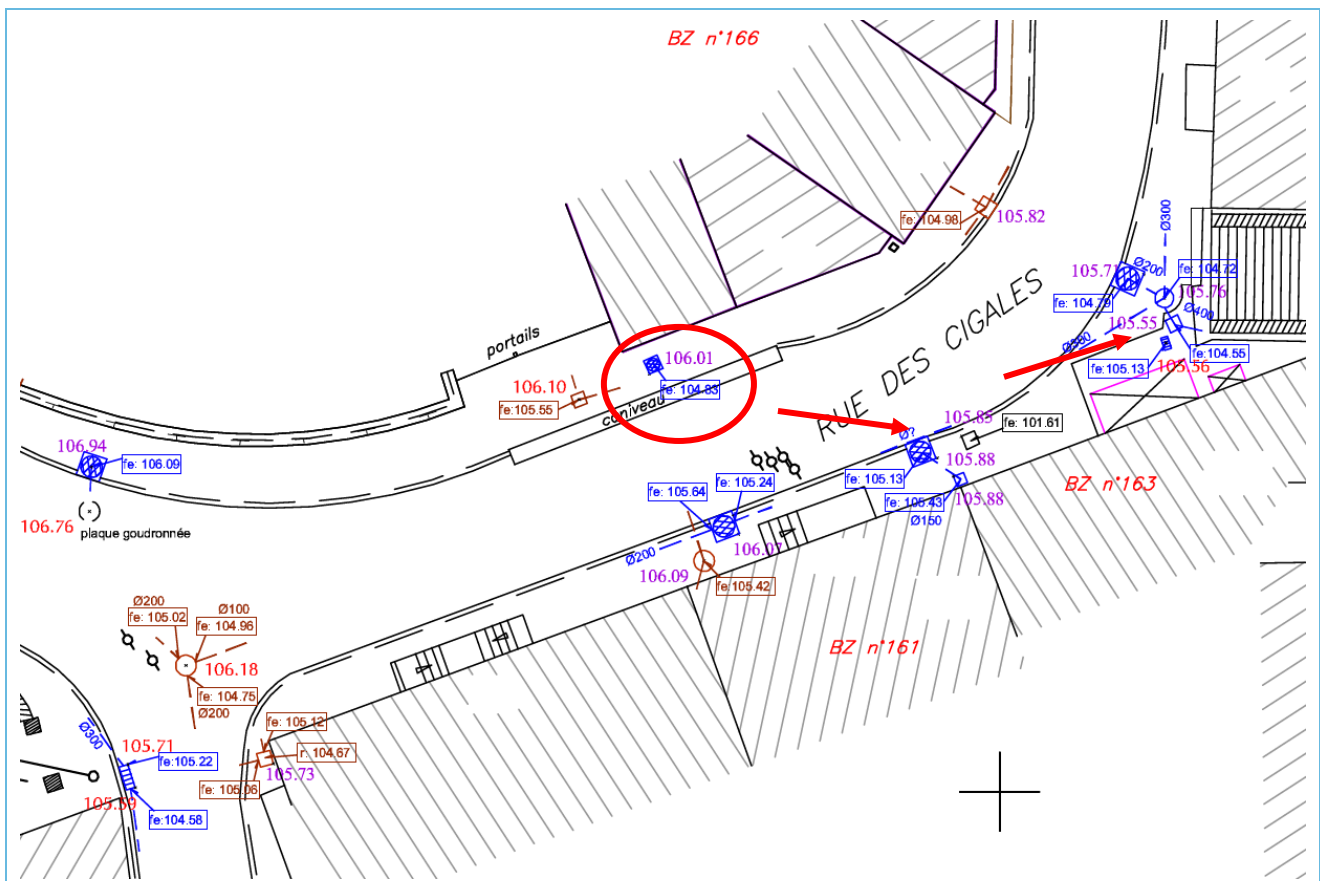 BZ n°166
fe: 104.98
105.82
Ø300
105.71
Ø200
fe: 104.72
105.76
fe: 104.79
Ø400
105.55
RUE DES CIGALES
portails
106.01
Ø300
fe:104.55
fe:105.13
105.56
fe: 104.83
106.10
fe:105.55
caniveau
105.85
fe: 101.61
Ø?
106.94
fe: 106.09
105.88
fe:105.13
BZ n°163
fe: 105.64
fe: 105.24
fe:105.43
105.88
Ø150
106.76
plaque goudronnée
106.07
Ø200
106.09
fe:105.42
Ø200
Ø100
fe: 105.02
fe: 104.96
BZ n°161
106.18
fe: 104.75
Ø200
fe: 105.12
Ø300
105.71
r: 104.67
fe:105.22
105.73
fe: 105.06
105.59
fe:104.58